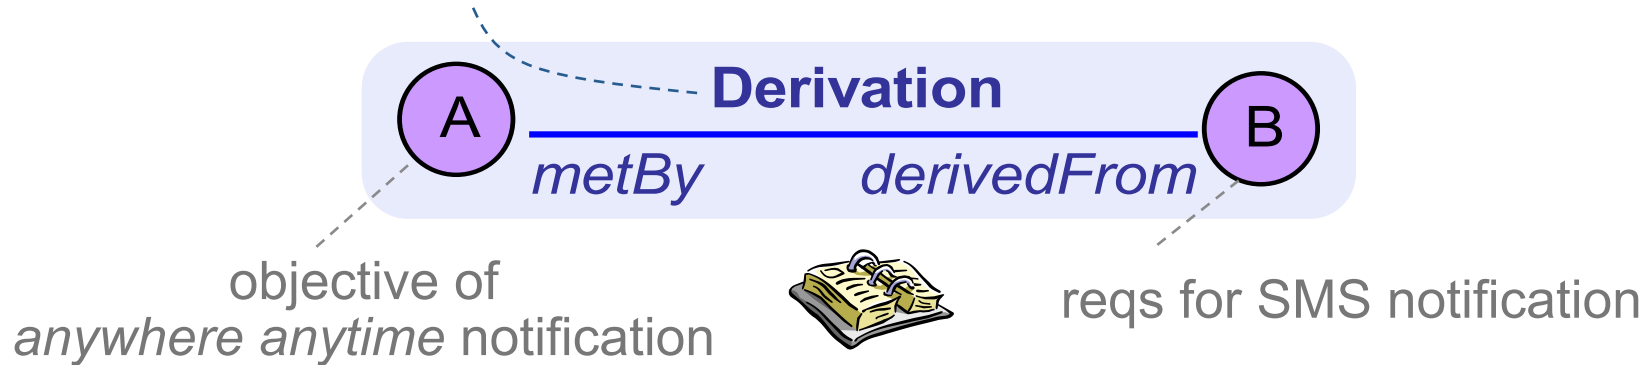 Derivation
A
B
metBy
derivedFrom
objective of
anywhere anytime notification
reqs for SMS notification